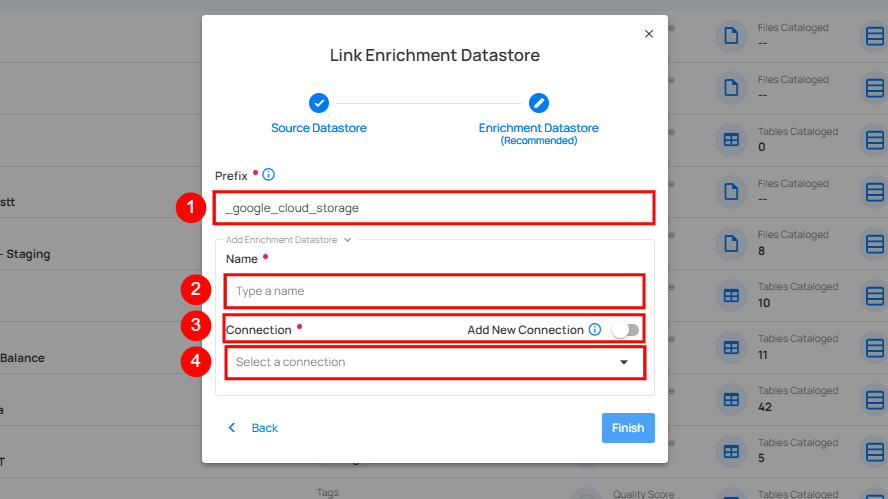 Link Enrichment Datastore
Source Datastore
Enrichment Datastore
(Recommended)
Prefix
1
_google_cloud_storage
Add Enrichment Datastore
Name
2
Type a name
3
Connection
Add New Connection
4
Select a connection
Back
Finish
Files Cataloged
--
Files Cataloged
--
Tables Cataloged
0
stt
Files Cataloged
--
- Staging
Files Cataloged
8
Tables Cataloged
10
Balance
Tables Cataloged
11
a
Tables Cataloged
42
T
Tables Cataloged
5
Tags
Quality Score
Tables Cataloged